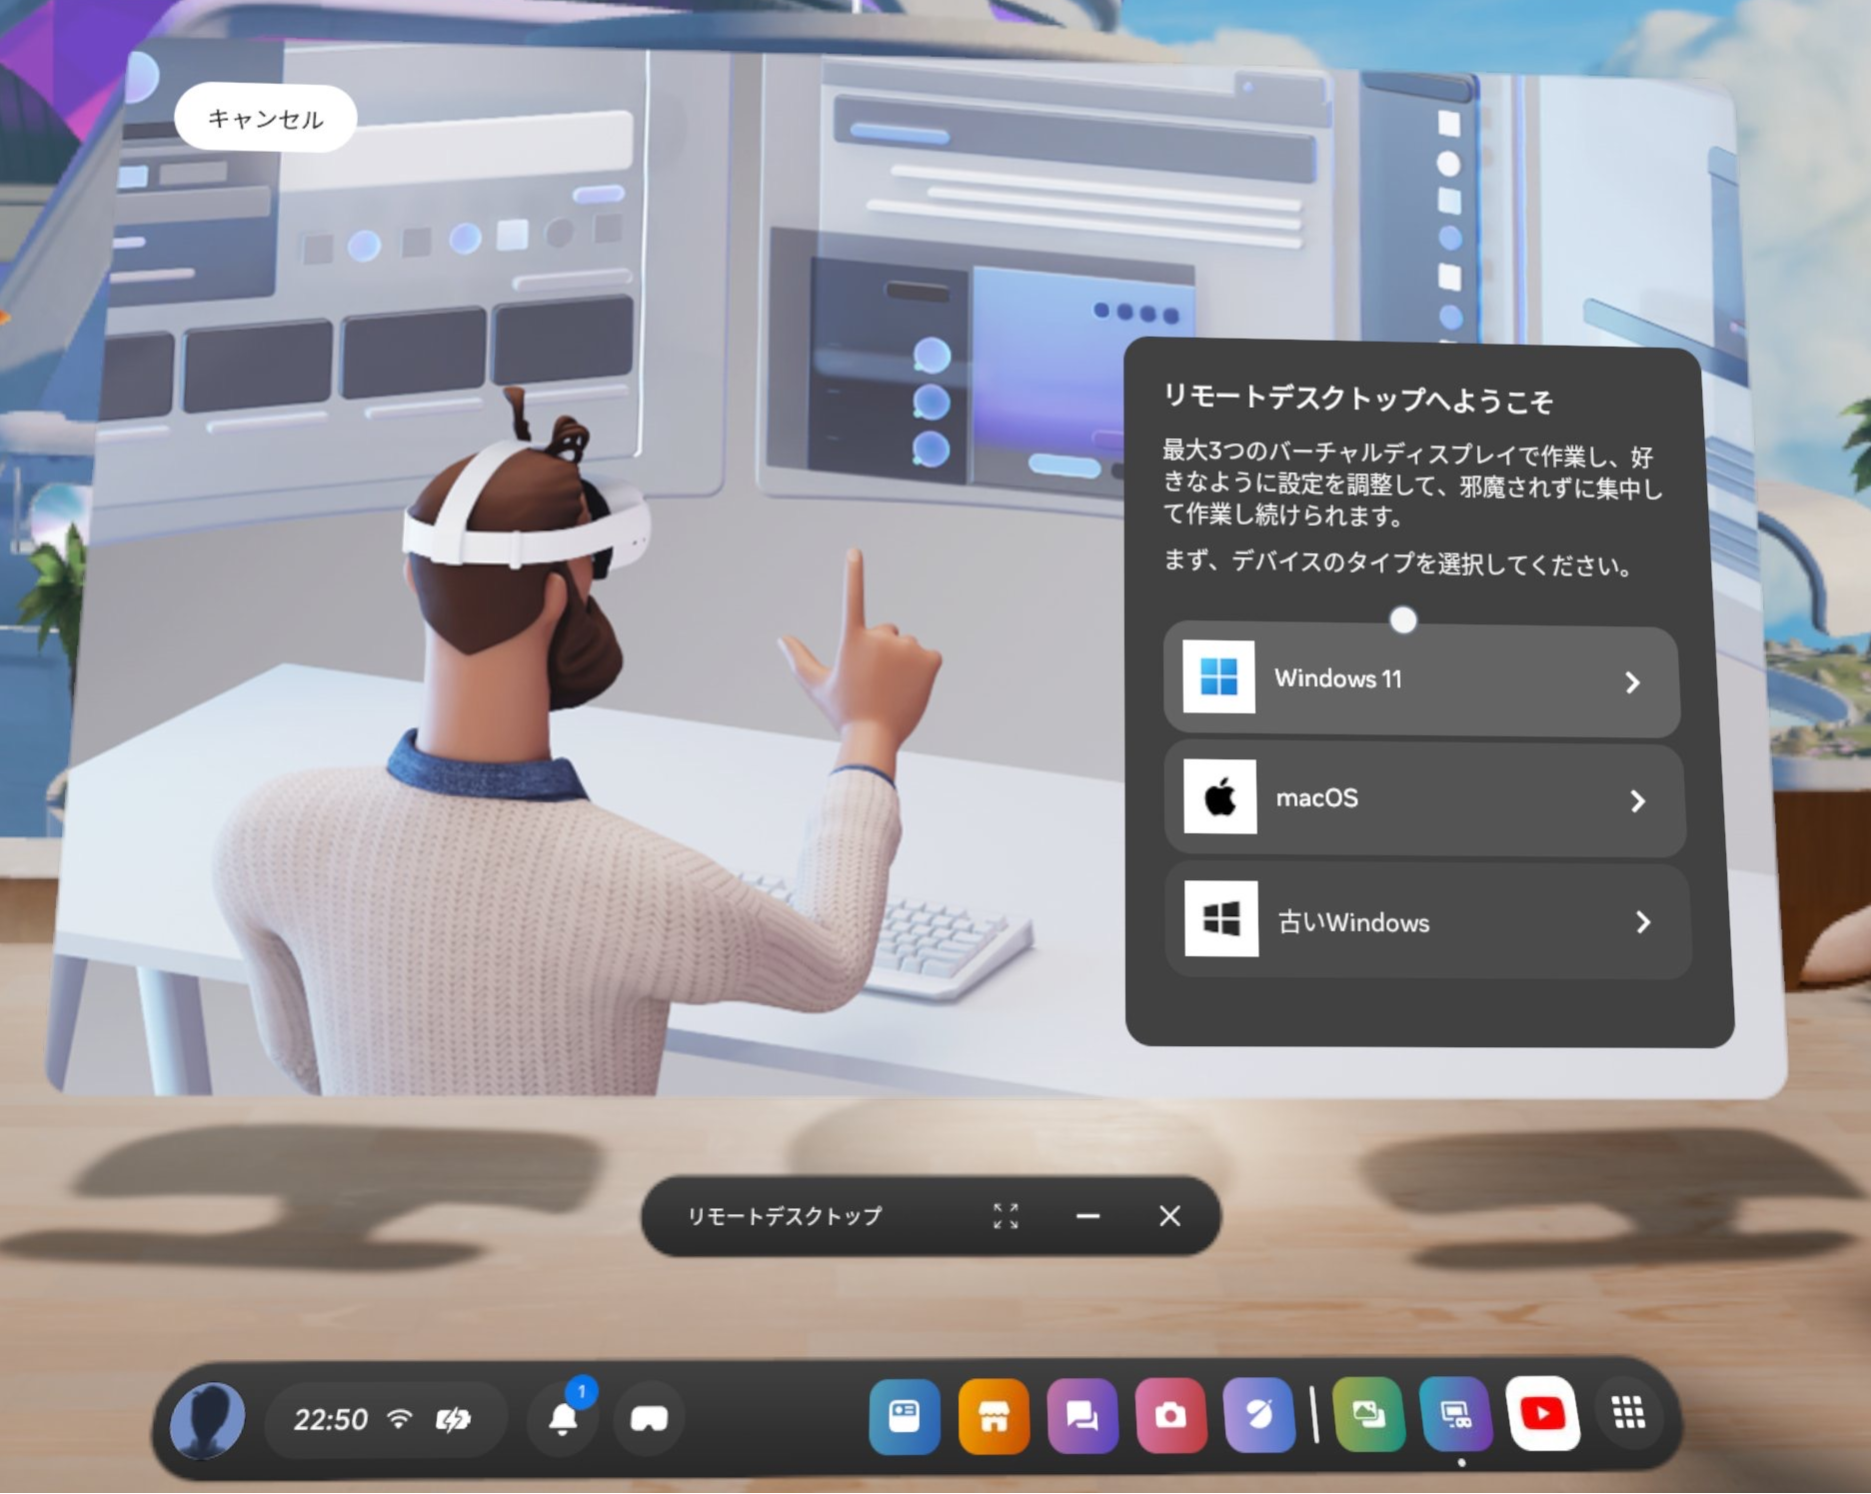 キャンセル
リモートデスクトップへようこそ
最大3つのバーチャルディスプレイで作業し、好
きなように設定を調整して、邪魔されずに集中し
て作業し続けられます。
まず、デバイスのタイプを選択してください。
Windows 11
macOS
古いWindows
リモートデスクトップ
22:50
1